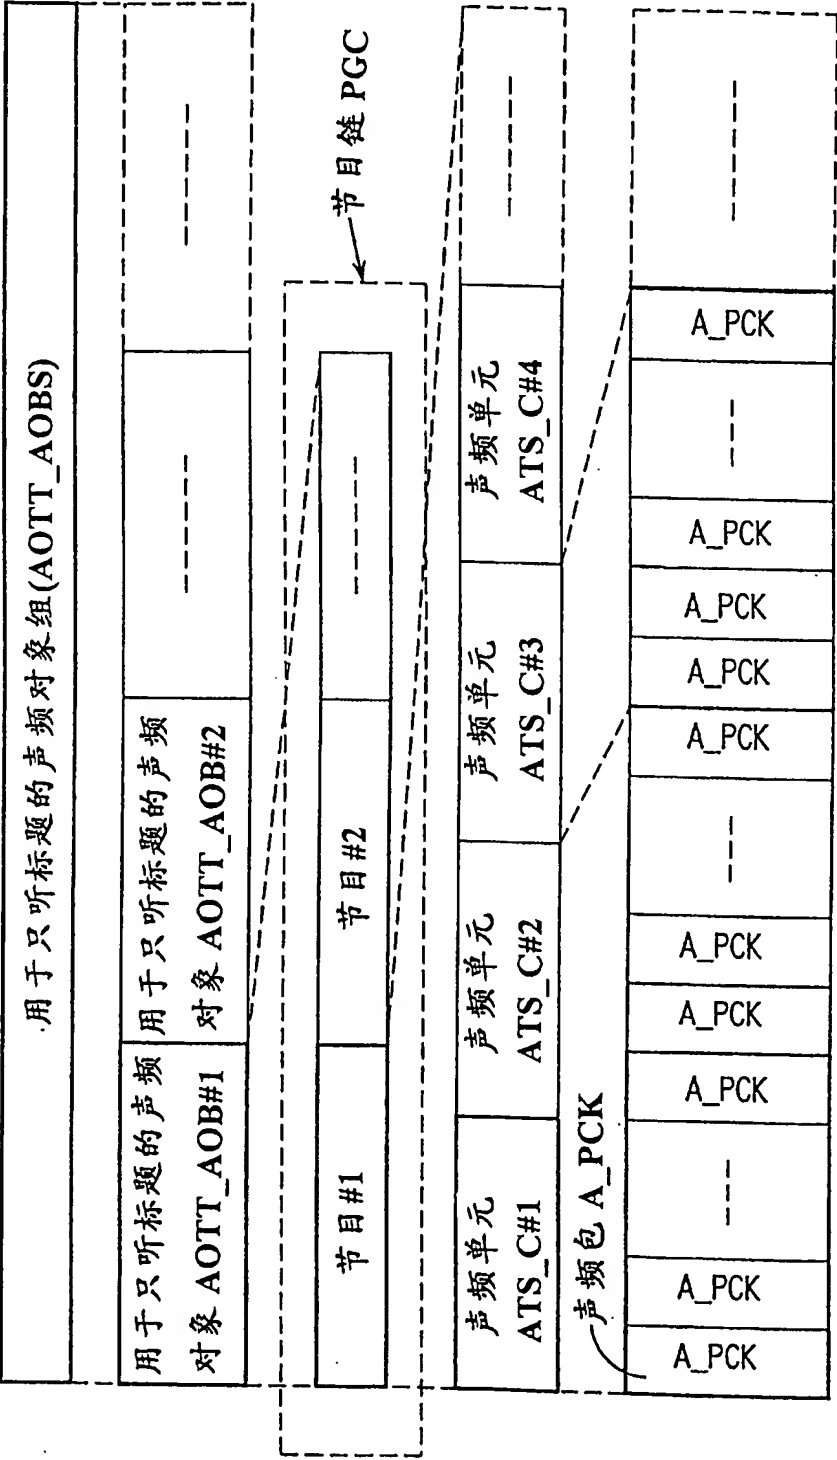 用于只听标题的声频对象组(AOTT_AOBS)
用于只听标题的声频
对象 AOTT_AOB#1
用于只听标题的声频
对象 AOTT_AOB#2
节目链 PGC
节目#1
节目#2
声频单元
ATS_C#1
声频单元
ATS_C#2
声频单元
ATS_C#3
声频单元
ATS_C#4
声频包 A_PCK
A_PCK
A_PCK
A_PCK
A_PCK
A_PCK
A_PCK
A_PCK
A_PCK
A_PCK
A_PCK